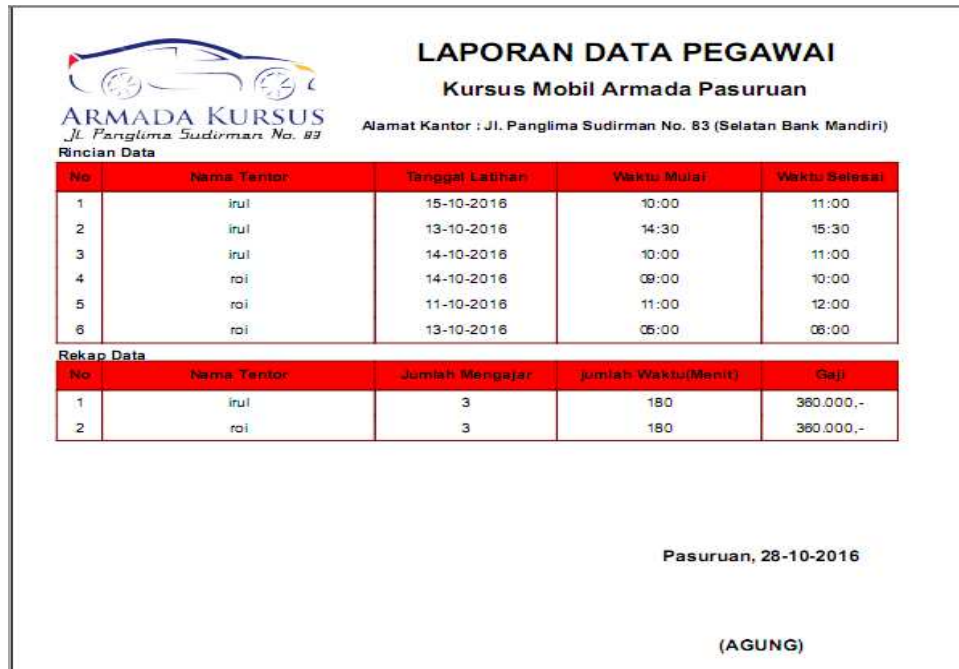 LAPORAN DATA PEGAWAI
Kursus Mobil Armada Pasuruan
Alamat Kantor : Jl. Panglima Sudirman No. 83 (Selatan Bank Mandiri)
ARMADA KURSUS
JL Panglima Sudirman No. 83
Rincian Data
No Nama Tentor Tanggal Latihan Waktu Mulai Waktu Selesai
1 irul 15-10-2016 10:00 11:00
2 irul 13-10-2016 14:30 15:30
3 irul 14-10-2016 10:00 11:00
4 roi 14-10-2016 09:00 10:00
5 roi 11-10-2016 11:00 12:00
6 roi 13-10-2016 05:00 06:00
Rekap Data
No Nama Tentor Jumlah Mengajar jumlah Waktu(Menit) Gaji
1 irul 3 180 360.000,-
2 roi 3 180 360.000,-
Pasuruan, 28-10-2016
(AGUNG)